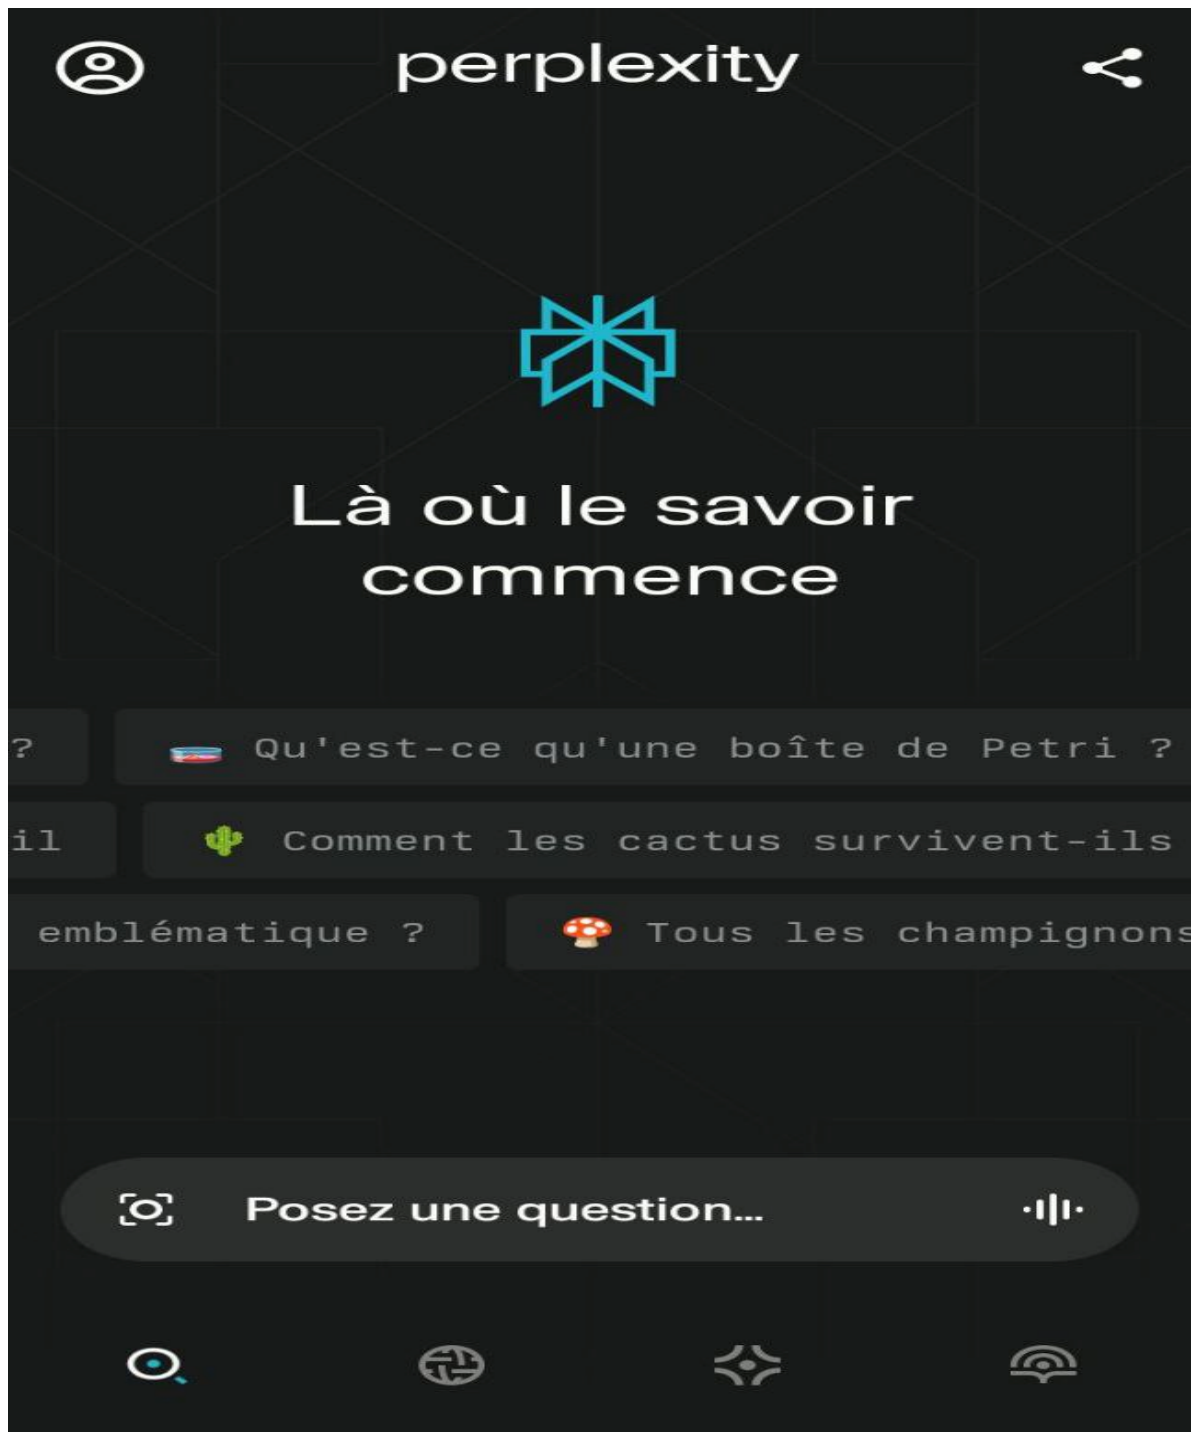 perplexity
Là où le savoir
commence
?
Qu'est-ce qu'une boîte de Petri ?
il
Comment les cactus survivent-ils
emblématique ?
Tous les champignons
Posez une question...